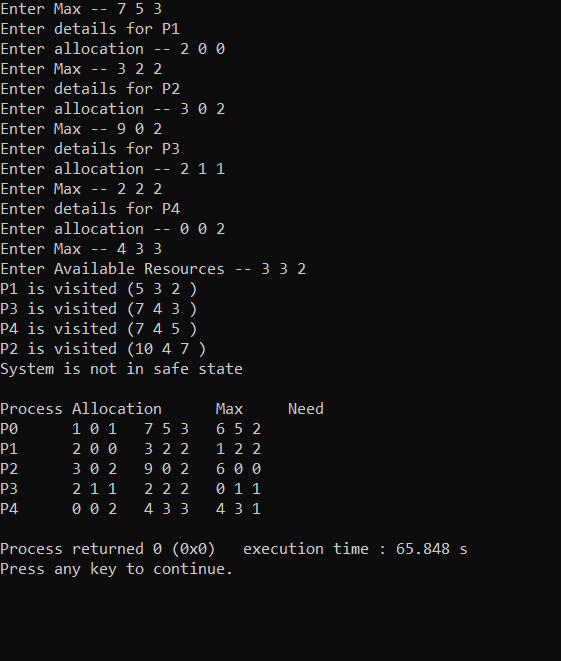 Enter Max -- 7 5 3
Enter details for P1
Enter allocation -- 2 0 0
Enter Max -- 3 2 2
Enter details for P2
Enter allocation -- 3 0 2
Enter Max -- 9 0 2
Enter details for P3
Enter allocation -- 2 1 1
Enter Max -- 2 2 2
Enter details for P4
Enter allocation -- 0 0 2
Enter Max -- 4 3 3
Enter Available Resources -- 3 3 2
P1 is visited (5 3 2 )
P3 is visited (7 4 3 )
P4 is visited (7 4 5 )
P2 is visited (10 4 7 )
System is not in safe state
Process Allocation      Max     Need
P0      1 0 1   7 5 3   6 5 2
P1      2 0 0   3 2 2   1 2 2
P2      3 0 2   9 0 2   6 0 0
P3      2 1 1   2 2 2   0 1 1
P4      0 0 2   4 3 3   4 3 1
Process returned 0 (0x0)   execution time : 65.848 s
Press any key to continue.